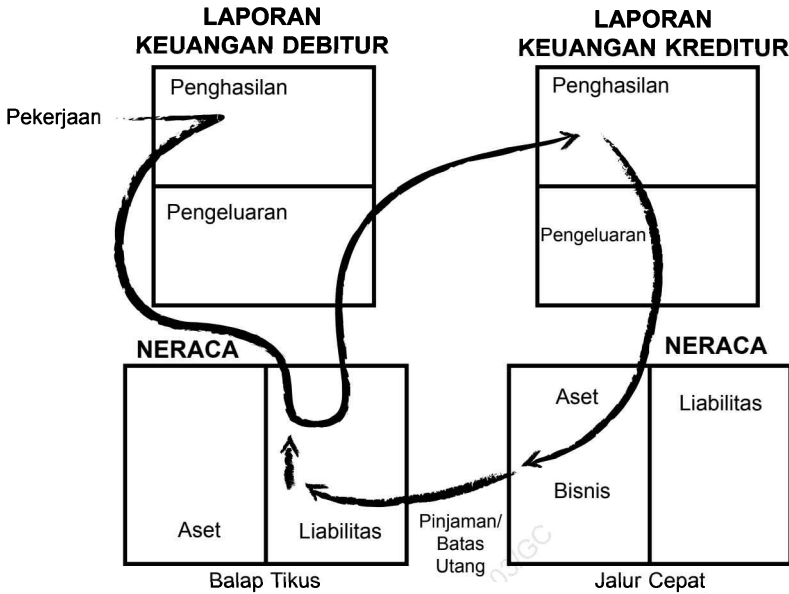 LAPORAN
KEUANGAN DEBITUR
Penghasilan
Pekerjaan
Pengeluaran
NERACA
Aset
Liabilitas
Balap Tikus
LAPORAN
KEUANGAN KREDITUR
Penghasilan
Pengeluaran
NERACA
Aset
Liabilitas
Bisnis
Pinjaman/
Batas
Utang
Jalur Cepat